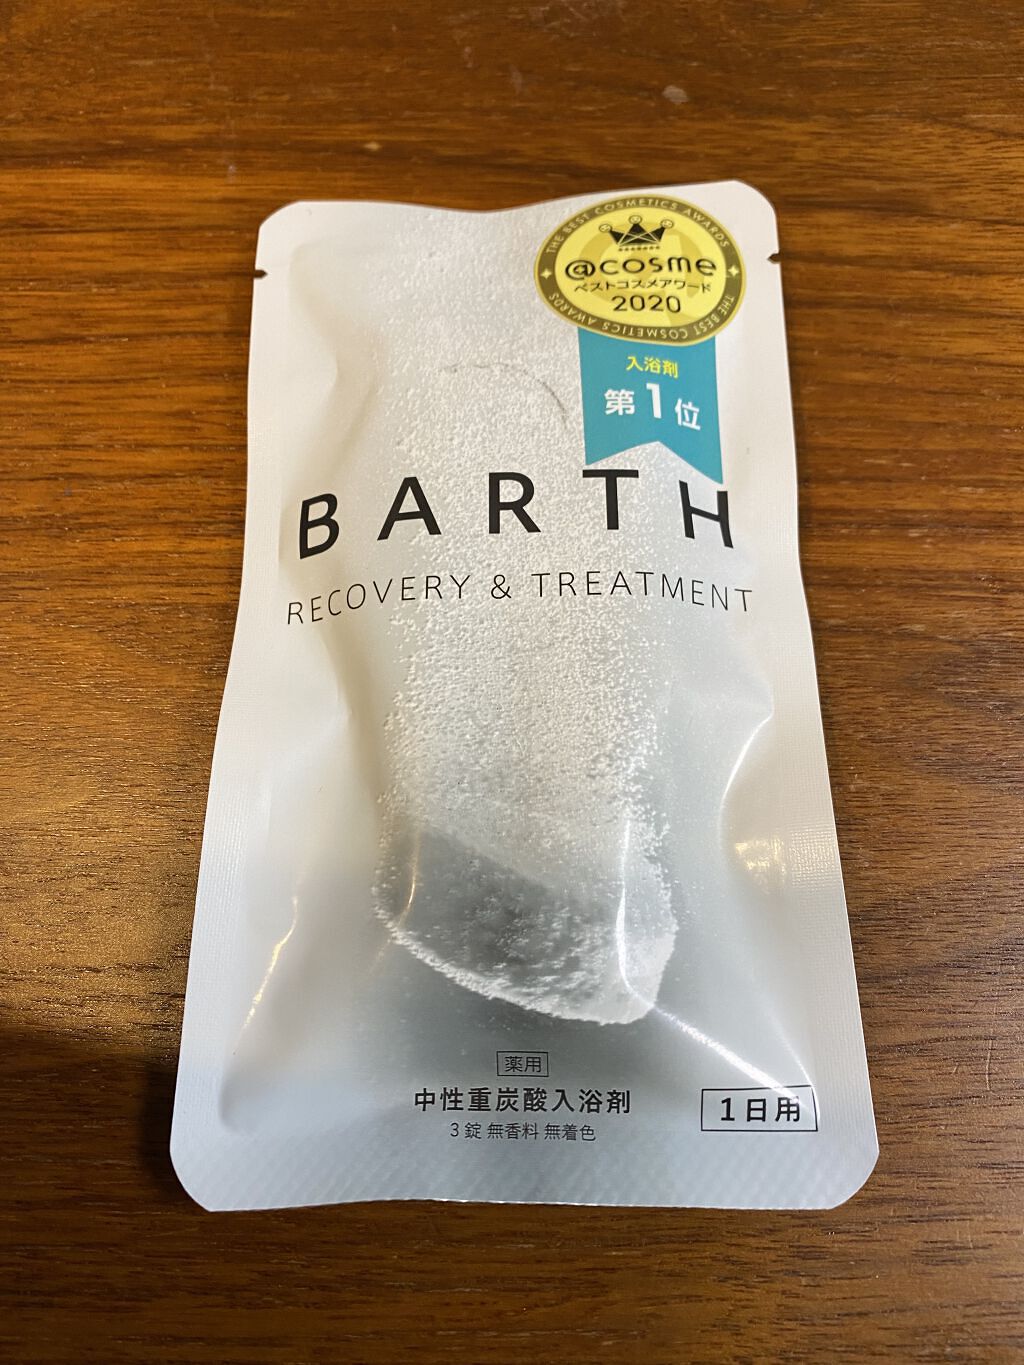 THE BEST COSMETICS AWARDS
@cosme
ベストコスメアワード
2020
THE BEST COSMETICS AWARDS
入浴剤
第1位
BARTH
RECOVERY & TREATMENT
薬用
中性重炭酸入浴剤
3錠 無香料 無着色
1日用